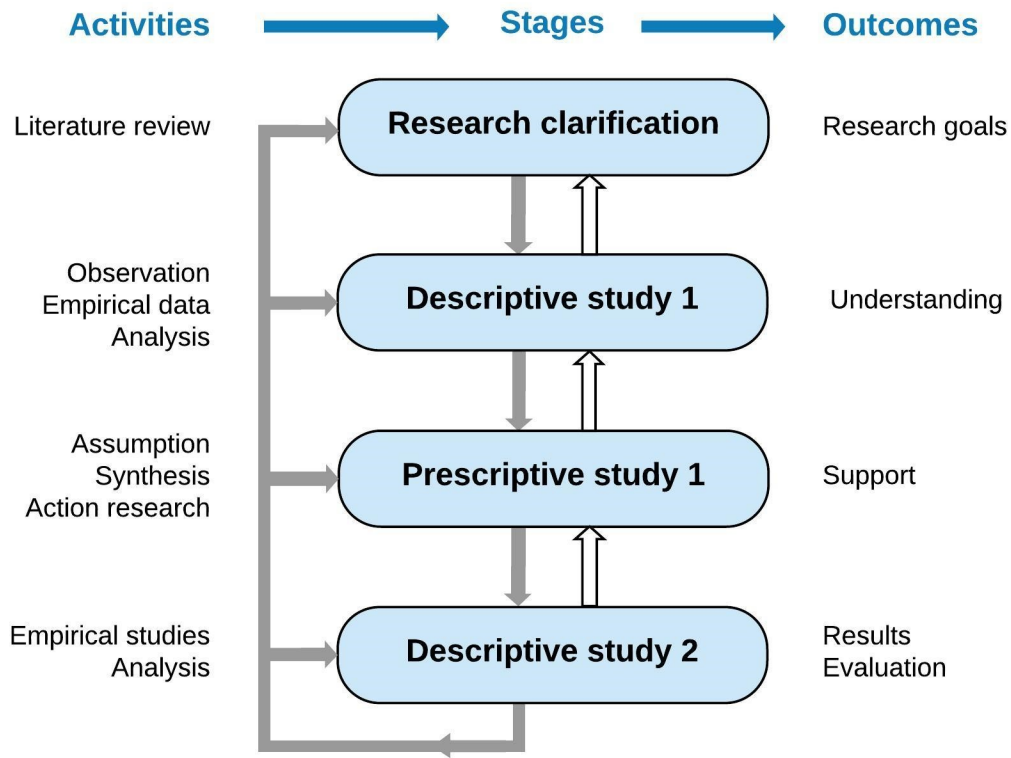 Activities
Stages
Outcomes
Literature review
Research clarification
Research goals
Observation
Empirical data
Analysis
Descriptive study 1
Understanding
Assumption
Synthesis
Action research
Prescriptive study 1
Support
Empirical studies
Analysis
Descriptive study 2
Results
Evaluation